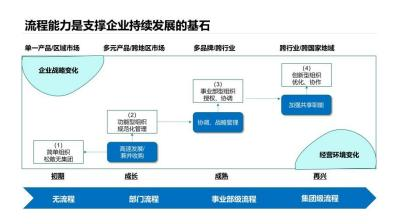 流程能力是支撑企业持续发展的基石
单一产品/区域市场
多元产品/跨地区市场
多品牌/跨行业
跨行业/跨国家地域
企业战略变化
(4)
创新型组织
优化、协作
(3)
事业部型组织
授权、协调
加强共享职能
(2)
功能型组织
规范化管理
协调、战略管理
(1)
简单组织
松散无集团
高速发展/
兼并收购
经营环境变化
初期
成长
成熟
再兴
无流程
部门流程
事业部级流程
集团级流程